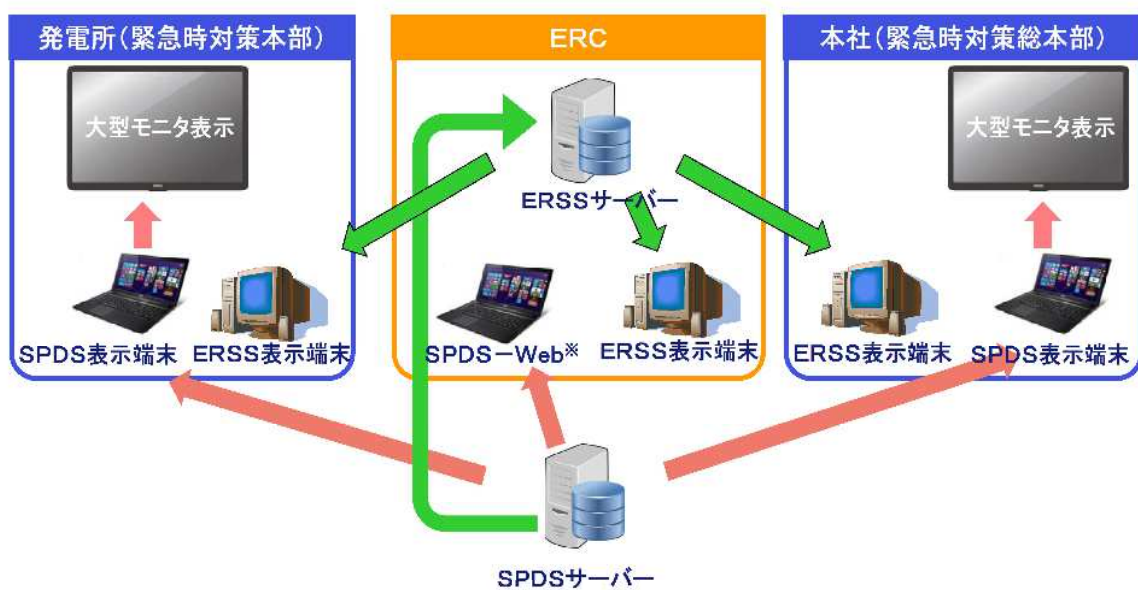 発電所(緊急時対策本部)
ERC
本社(緊急時対策総本部)
大型モニタ表示
大型モニタ表示
ERSSサーバー
SPDS表示端末
ERSS表示端末
SPDS-Web※
ERSS表示端末
ERSS表示端末
SPDS表示端末
SPDSサーバー